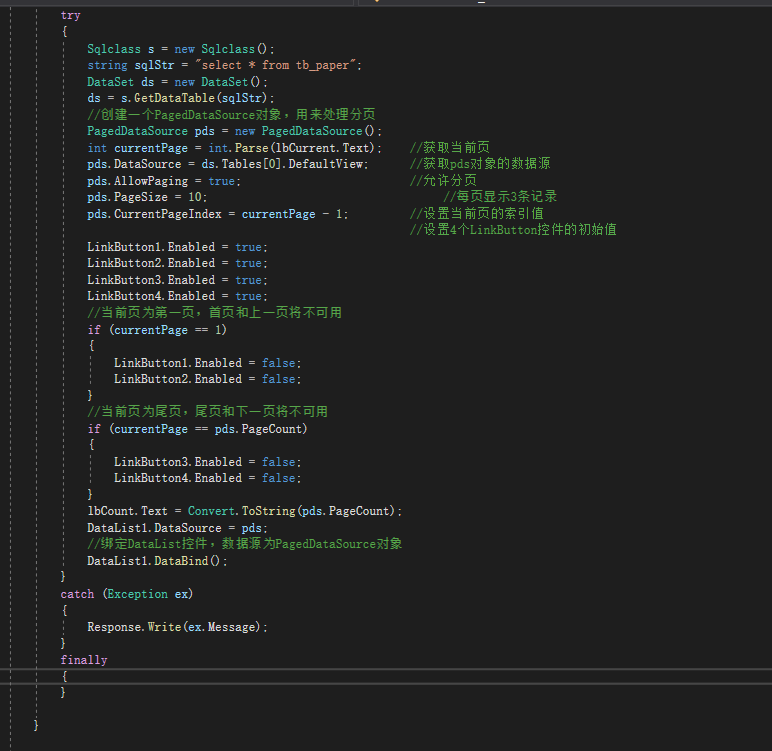 try
{
Sqlclass s = new Sqlclass();
string sqlStr = "select * from tb_paper";
DataSet ds = new DataSet();
ds = s.GetDataTable(sqlStr);
//创建一个PagedDataSource对象，用来处理分页
PagedDataSource pds = new PagedDataSource();
int currentPage = int.Parse(lbCurrent.Text); //获取当前页
pds.DataSource = ds.Tables[0].DefaultView; //获取pds对象的数据源
pds.AllowPaging = true; //允许分页
pds.PageSize = 10; //每页显示3条记录
pds.CurrentPageIndex = currentPage - 1; //设置当前页的索引值
//设置4个LinkButton控件的初始值
LinkButton1.Enabled = true;
LinkButton2.Enabled = true;
LinkButton3.Enabled = true;
LinkButton4.Enabled = true;
//当前页为第一页，首页和上一页将不可用
if (currentPage == 1)
{
LinkButton1.Enabled = false;
LinkButton2.Enabled = false;
}
//当前页为尾页，尾页和下一页将不可用
if (currentPage == pds.PageCount)
{
LinkButton3.Enabled = false;
LinkButton4.Enabled = false;
}
lbCount.Text = Convert.ToString(pds.PageCount);
DataList1.DataSource = pds;
//绑定DataList控件，数据源为PagedDataSource对象
DataList1.DataBind();
}
catch (Exception ex)
{
Response.Write(ex.Message);
}
finally
{
}
}